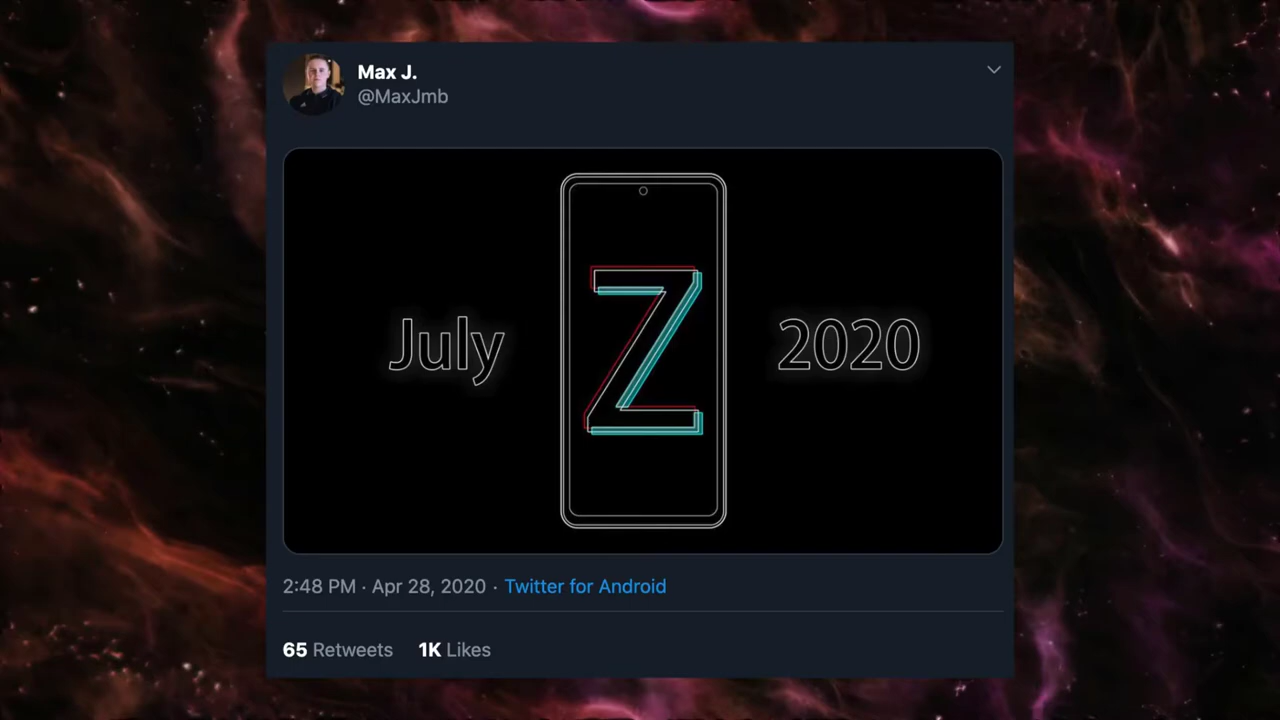 Max J.
@MaxJmb
July Z 2020
2:48 PM · Apr 28, 2020 · Twitter for Android
65 Retweets 1K Likes